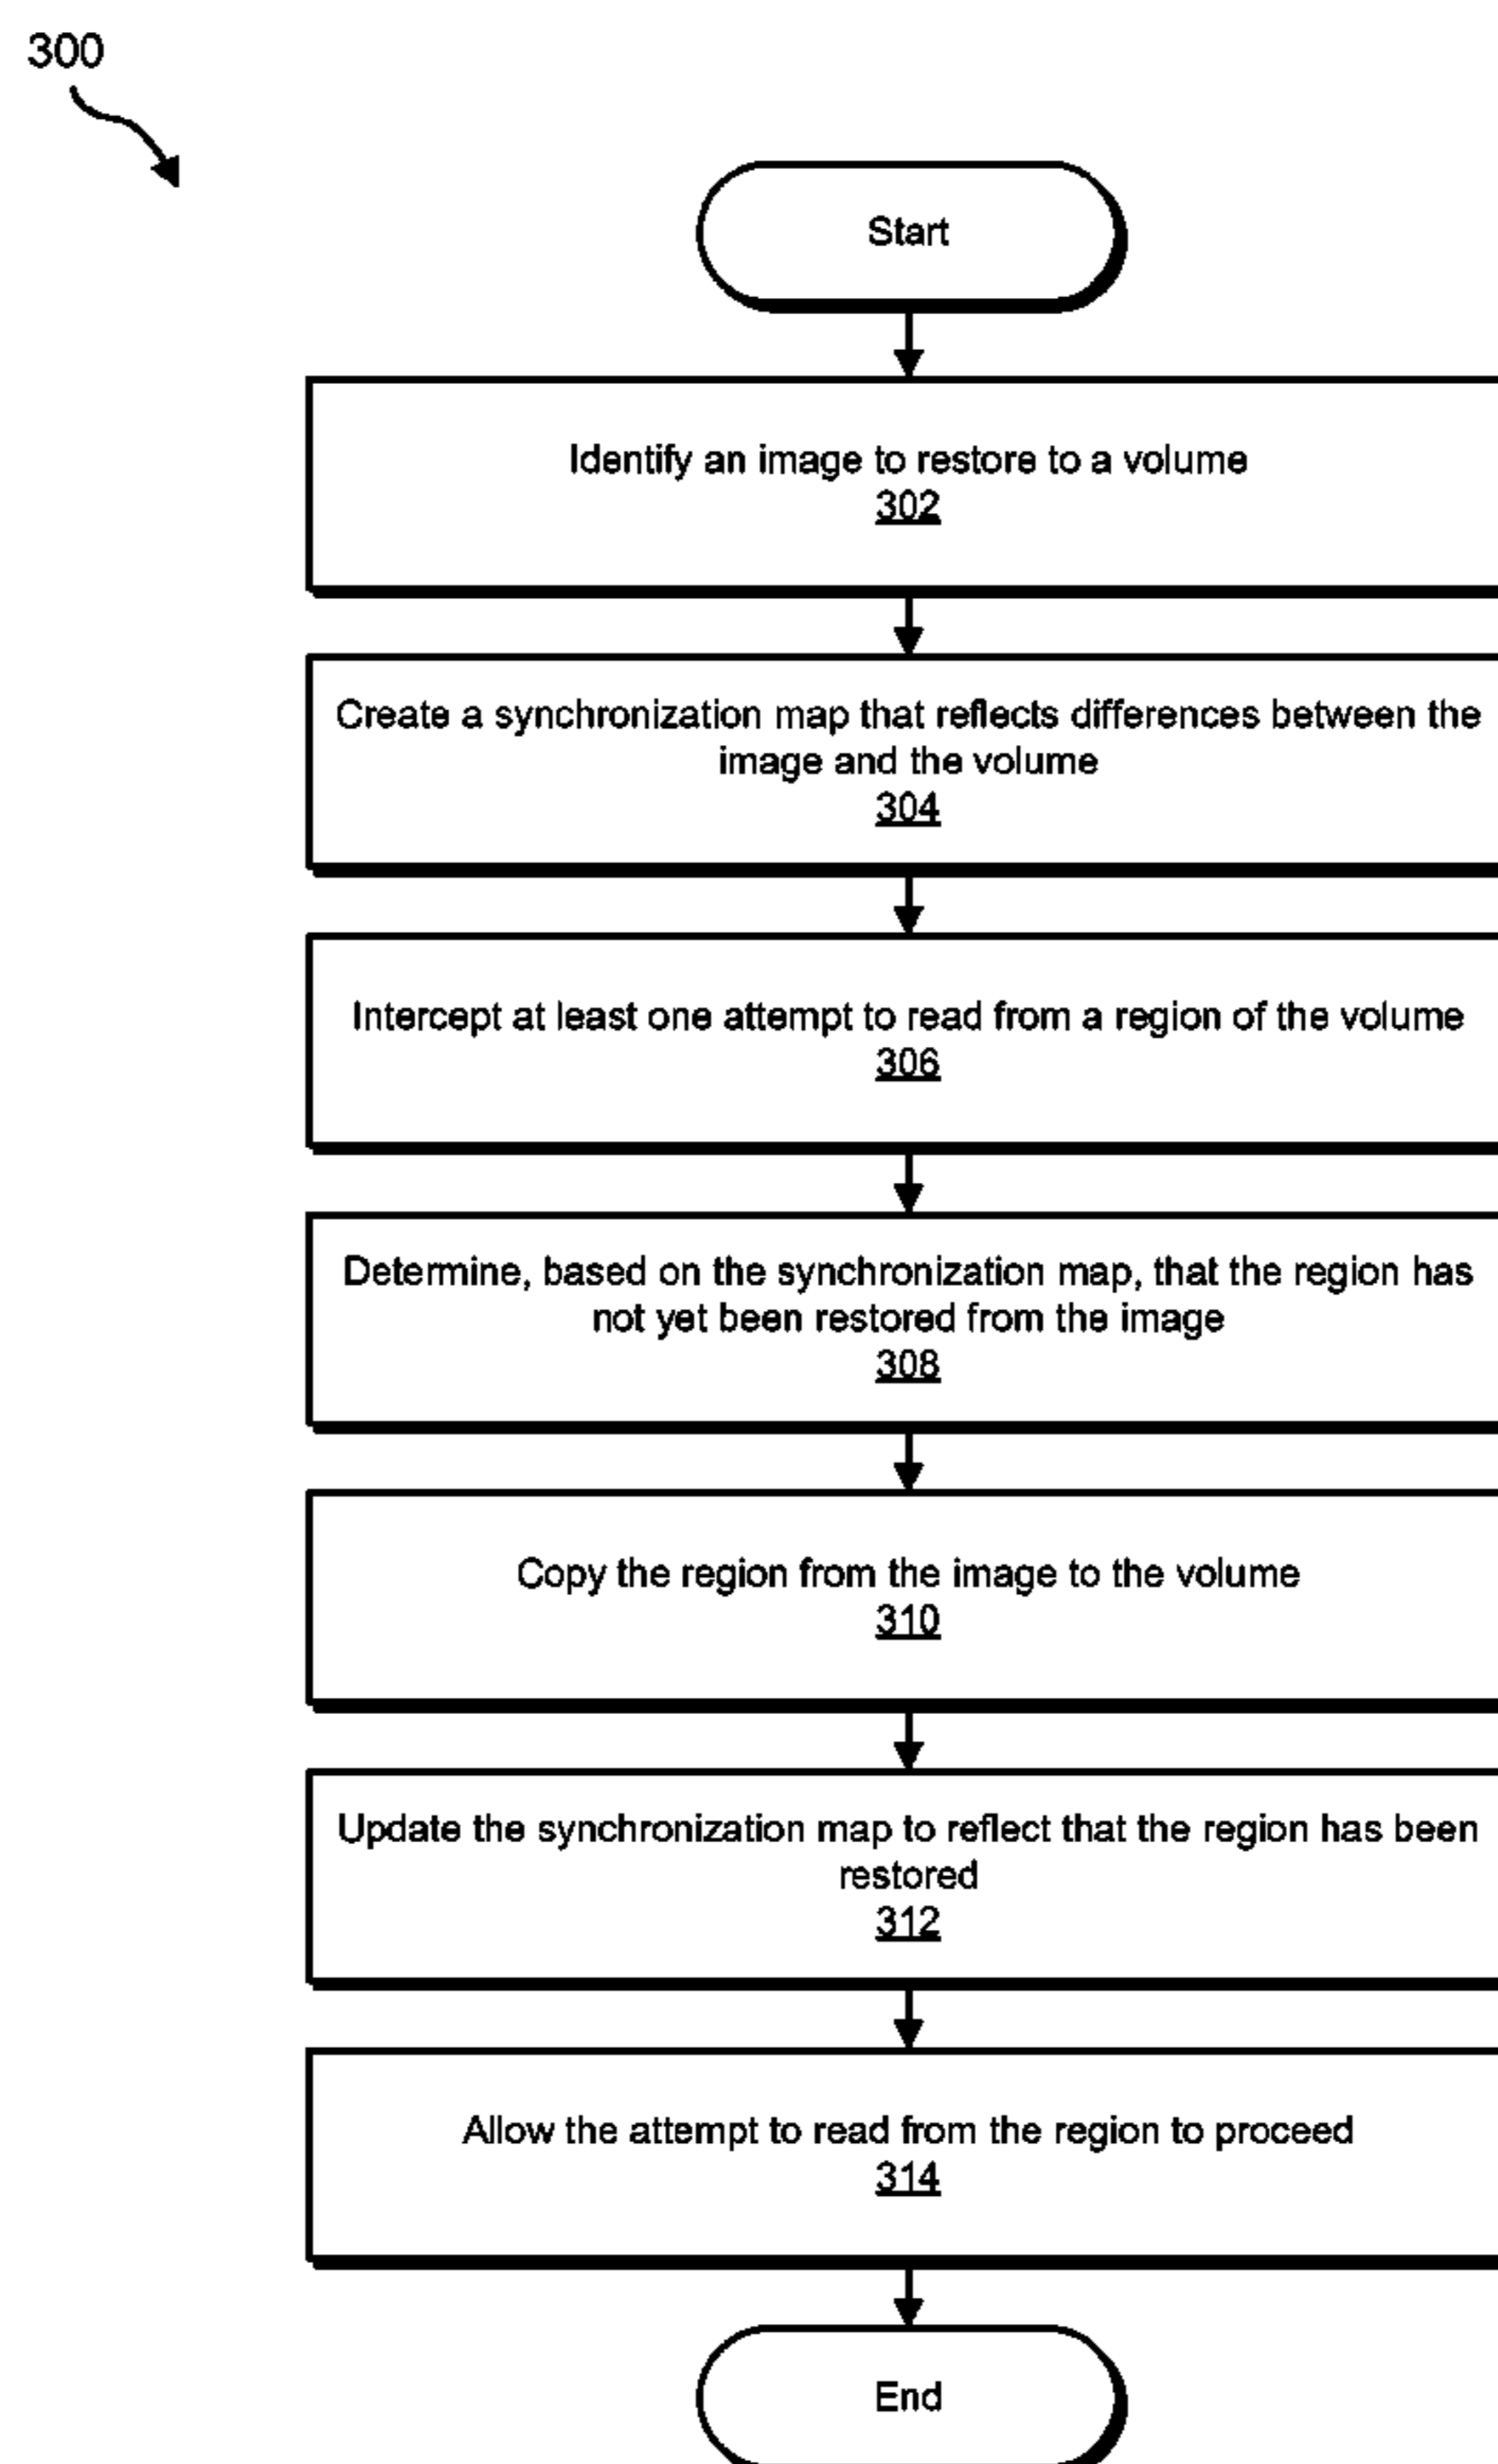 300
Start
Identify an image to restore to a volume
302
Create a synchronization map that reflects differences between the
image and the volume
304
Intercept at least one attempt to read from a region of the volume
306
Determine, based on the synchronization map, that the region has
not yet been restored from the image
308
Copy the region from the image to the volume
310
Update the synchronization map to reflect that the region has been
restored
312
Allow the attempt to read from the region to proceed
314
End